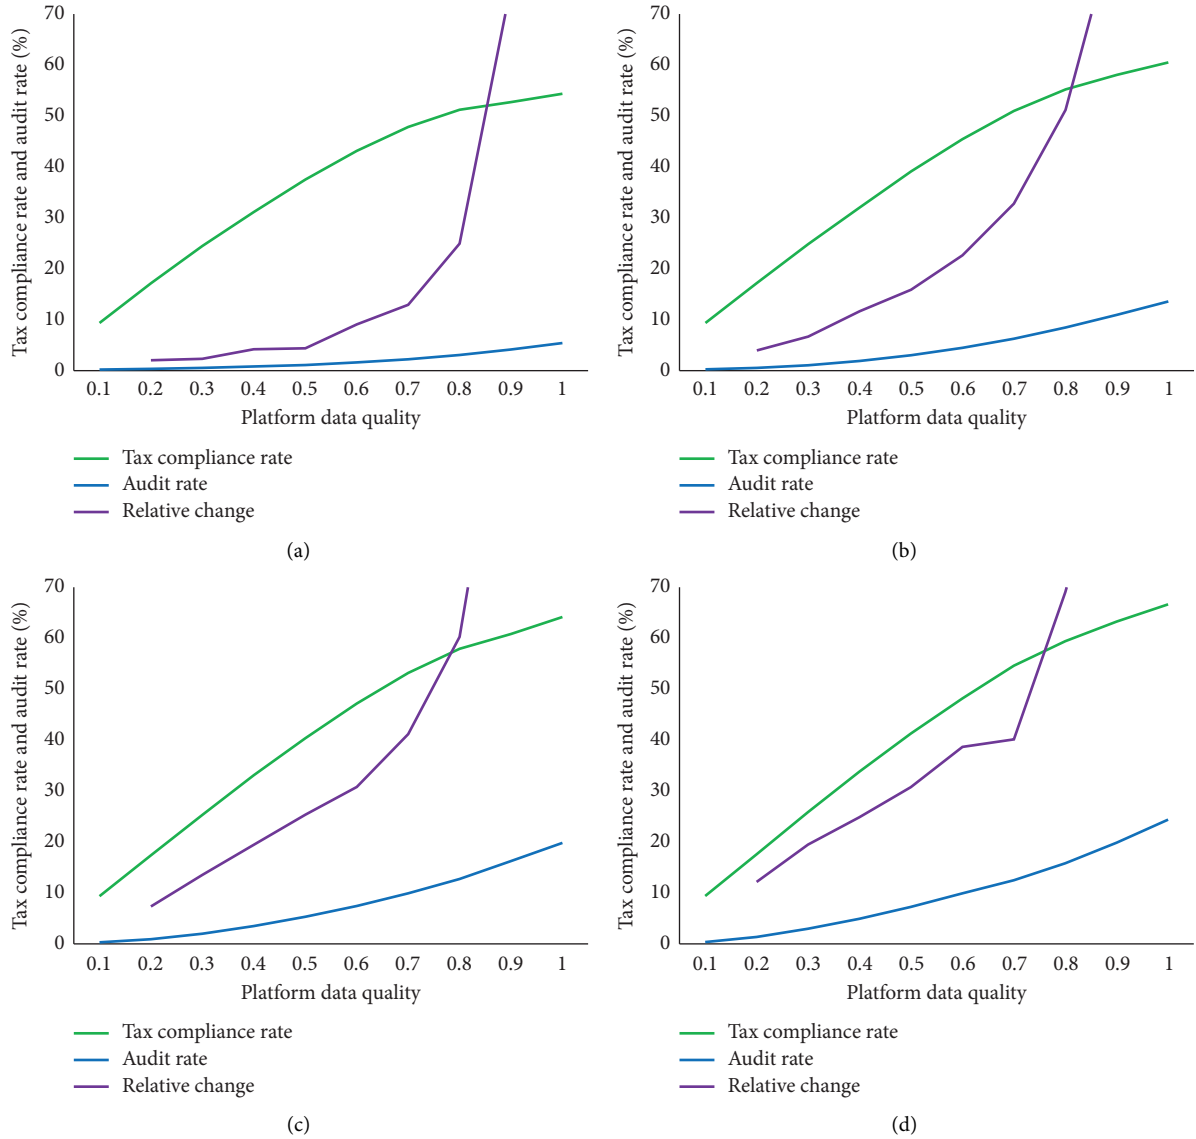 Tax compliance rate and audit rate (%)
70
60
50
40
30
20
10
0
0.1 0.2 0.3 0.4 0.5 0.6 0.7 0.8 0.9 1
Platform data quality
Tax compliance rate
Audit rate
Relative change
(a)
Tax compliance rate and audit rate (%)
70
60
50
40
30
20
10
0
0.1 0.2 0.3 0.4 0.5 0.6 0.7 0.8 0.9 1
Platform data quality
Tax compliance rate
Audit rate
Relative change
(b)
Tax compliance rate and audit rate (%)
70
60
50
40
30
20
10
0
0.1 0.2 0.3 0.4 0.5 0.6 0.7 0.8 0.9 1
Platform data quality
Tax compliance rate
Audit rate
Relative change
(c)
Tax compliance rate and audit rate (%)
70
60
50
40
30
20
10
0
0.1 0.2 0.3 0.4 0.5 0.6 0.7 0.8 0.9 1
Platform data quality
Tax compliance rate
Audit rate
Relative change
(d)